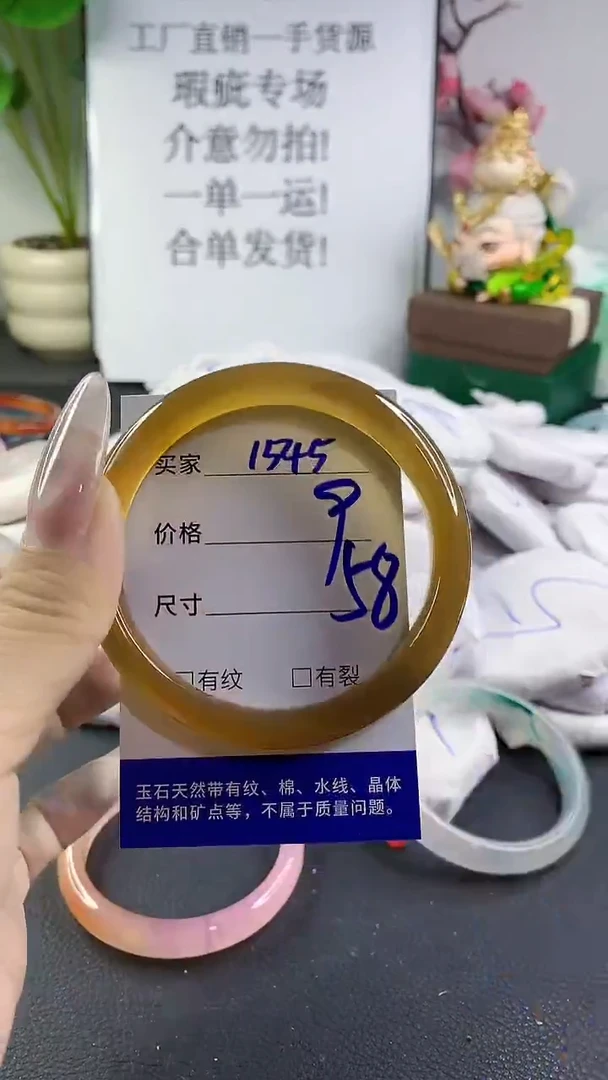 工厂直销一手货源
瑕疵专场
介意勿拍!
一单一运!
合单发货!
买家 1545
价格
尺寸 58
□有纹 □有裂
玉石天然带有纹、棉、水线、晶体
结构和矿点等，不属于质量问题。